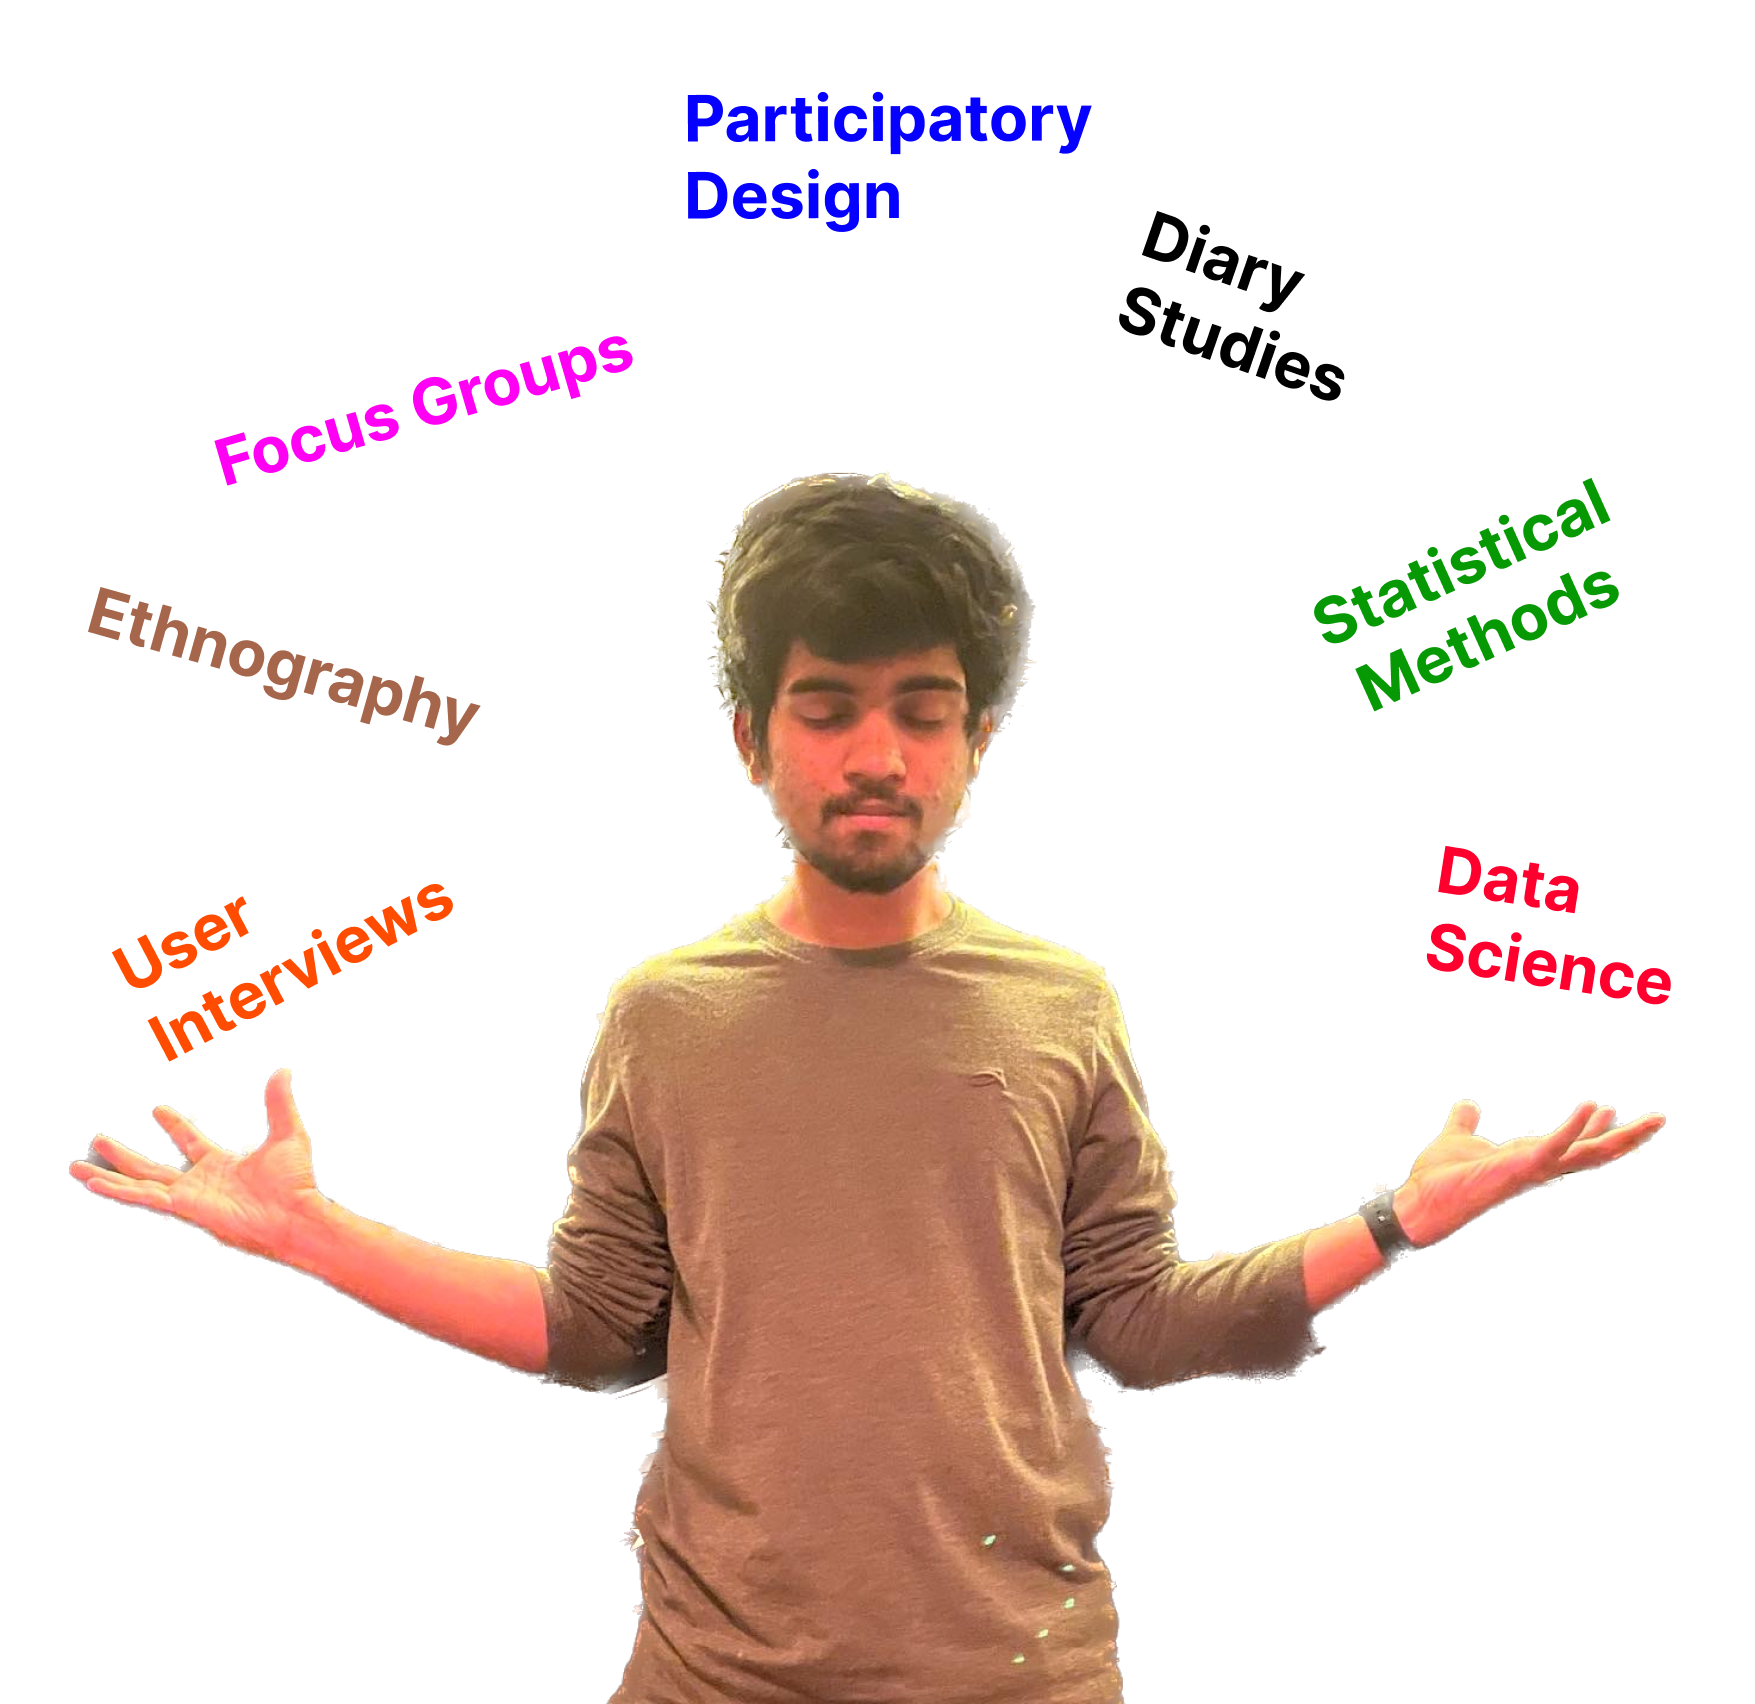 Participatory
Design
Diary
Studies
Focus Groups
Statistical
Methods
Ethnography
Data
Science
User
Interviews